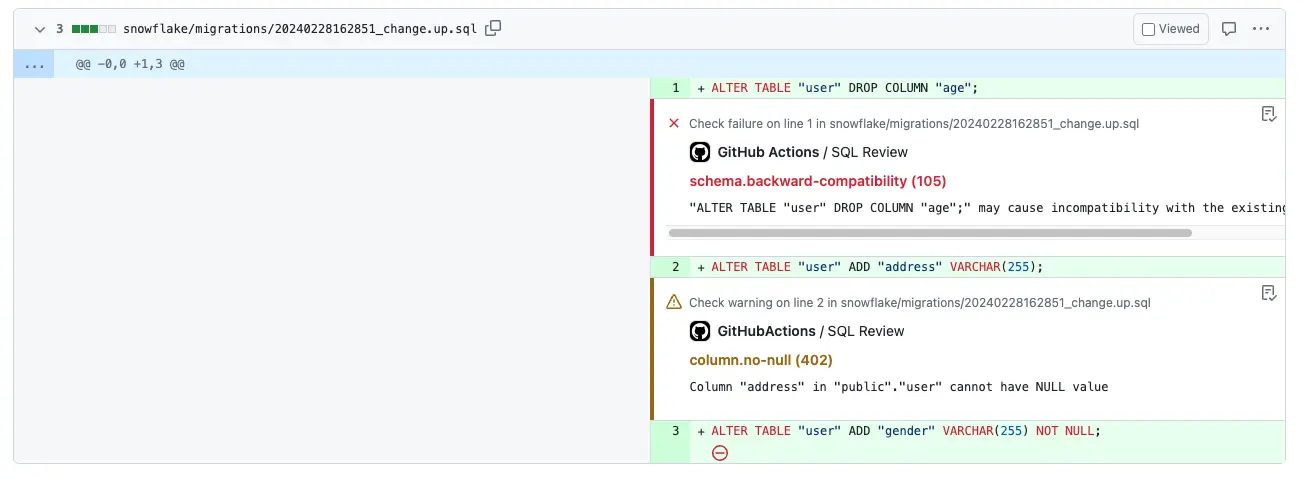 3 snowflake/migrations/20240228162851_change.up.sql Viewed
... @@ -0,0 +1,3 @@
1 + ALTER TABLE "user" DROP COLUMN "age";
Check failure on line 1 in snowflake/migrations/20240228162851_change.up.sql
GitHub Actions / SQL Review
schema.backward-compatibility (105)
"ALTER TABLE "user" DROP COLUMN "age";" may cause incompatibility with the existing
2 + ALTER TABLE "user" ADD "address" VARCHAR(255);
Check warning on line 2 in snowflake/migrations/20240228162851_change.up.sql
GitHubActions / SQL Review
column.no-null (402)
Column "address" in "public"."user" cannot have NULL value
3 + ALTER TABLE "user" ADD "gender" VARCHAR(255) NOT NULL;